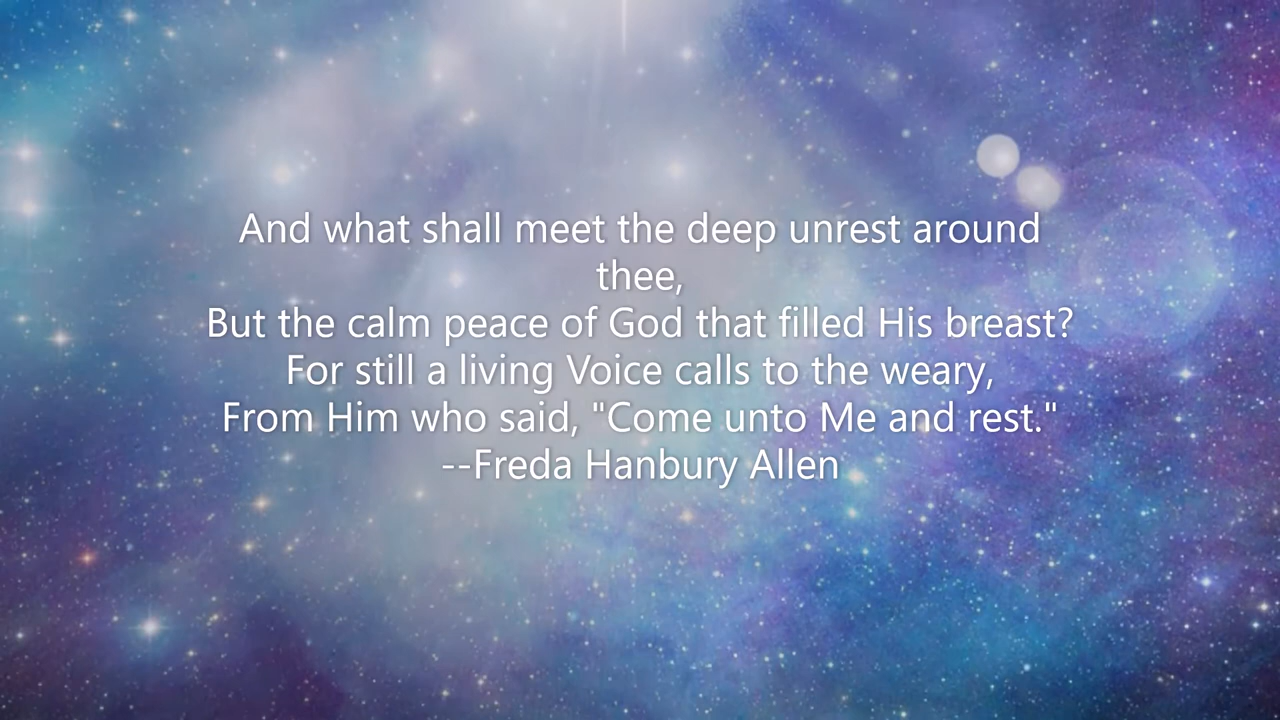 And what shall meet the deep unrest around
thee,
But the calm peace of God that filled His breast?
For still a living Voice calls to the weary,
From Him who said, "Come unto Me and rest."
--Freda Hanbury Allen